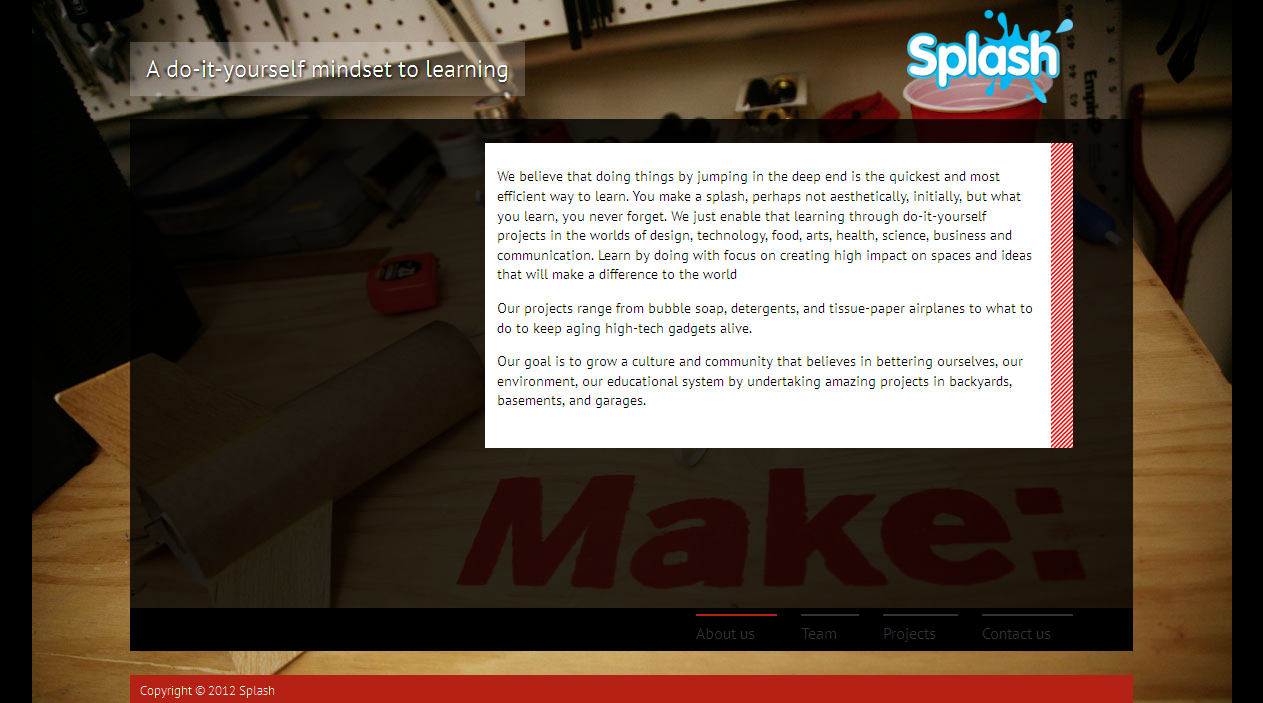 A do-it-yourself mindset to learning
Splash
Empire
We believe that doing things by jumping in the deep end is the quickest and most
efficient way to learn. You make a splash, perhaps not aesthetically, initially, but what
you learn, you never forget. We just enable that learning through do-it-yourself
projects in the worlds of design, technology, food, arts, health, science, business and
communication. Learn by doing with focus on creating high impact on spaces and ideas
that will make a difference to the world
Our projects range from bubble soap, detergents, and tissue-paper airplanes to what to
do to keep aging high-tech gadgets alive.
Our goal is to grow a culture and community that believes in bettering ourselves, our
environment, our educational system by undertaking amazing projects in backyards,
basements, and garages.
Make:
About us Team Projects Contact us
Copyright © 2012 Splash